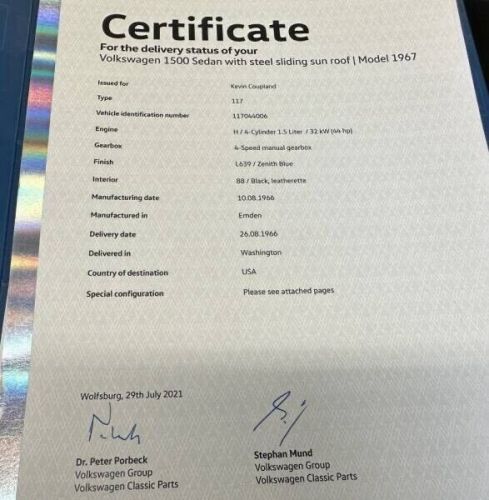 Certificate
For the delivery status of your
Volkswagen 1500 Sedan with steel sliding sun roof | Model 1967
Issued for Kevin Coupland
Type 117
Vehicle identification number 117044006
Engine H / 4-Cylinder 1.5 Liter / 32 kW (44 hp)
Gearbox 4-Speed manual gearbox
Finish L639 / Zenith Blue
Interior 88 / Black, leatherette
Manufacturing date 10.08.1966
Manufactured in Emden
Delivery date 26.08.1966
Delivered in Washington
Country of destination USA
Special configuration Please see attached pages
Wolfsburg, 29th July 2021
Dr. Peter Porbeck
Volkswagen Group
Volkswagen Classic Parts
Stephan Mund
Volkswagen Group
Volkswagen Classic Parts